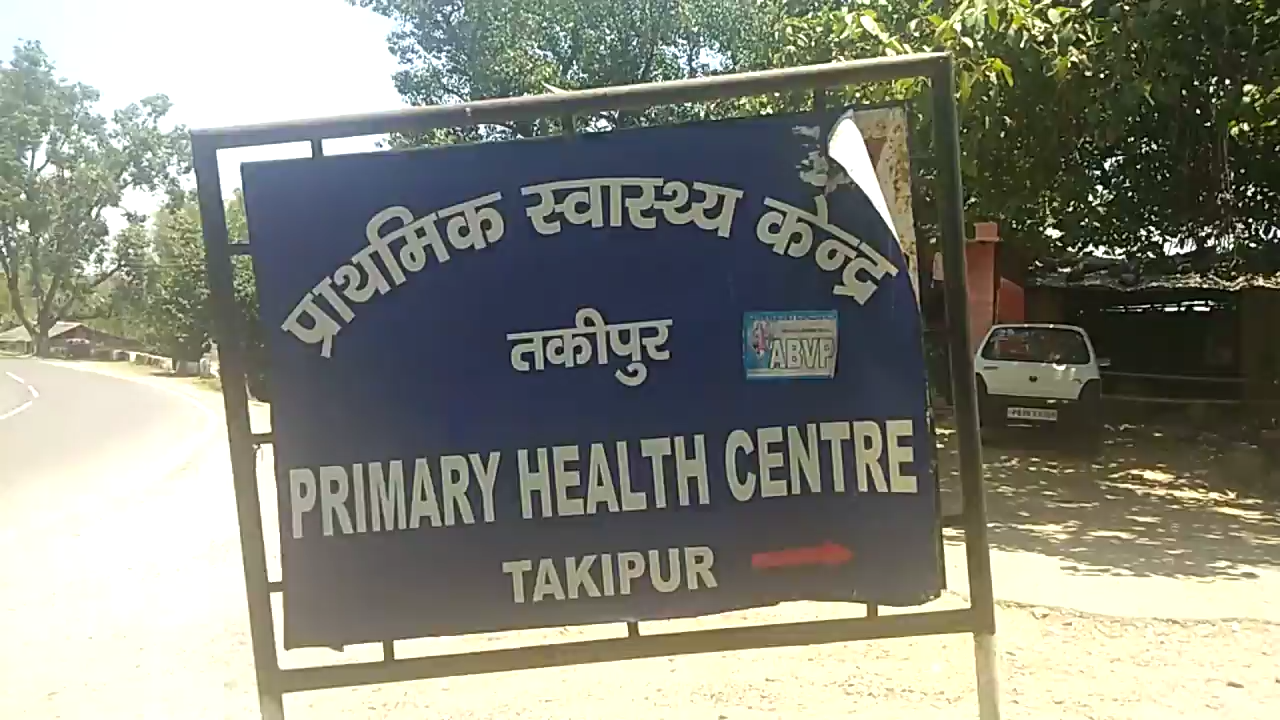 प्राथमिक स्वास्थ्य केन्द्र
तकीपुर
ABVP
PRIMARY HEALTH CENTRE
TAKIPUR